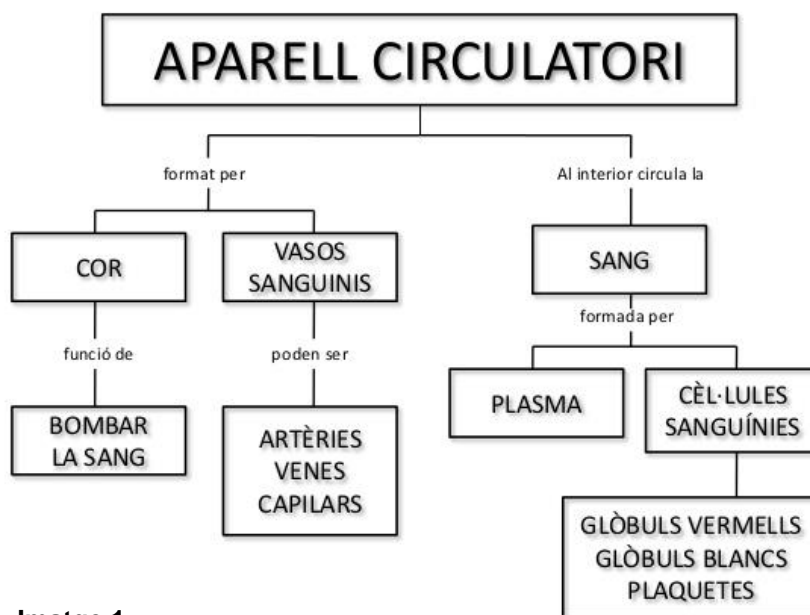 APARELL CIRCULATORI
format per
COR
funció de
BOMBAR
LA SANG
VASOS
SANGUINIS
poden ser
ARTÈRIES
VENES
CAPILARS
Al interior circula la
SANG
formada per
PLASMA
CÈL·LULES
SANGUÍNIES
GLÒBULS VERMELLS
GLÒBULS BLANCS
PLAQUETES